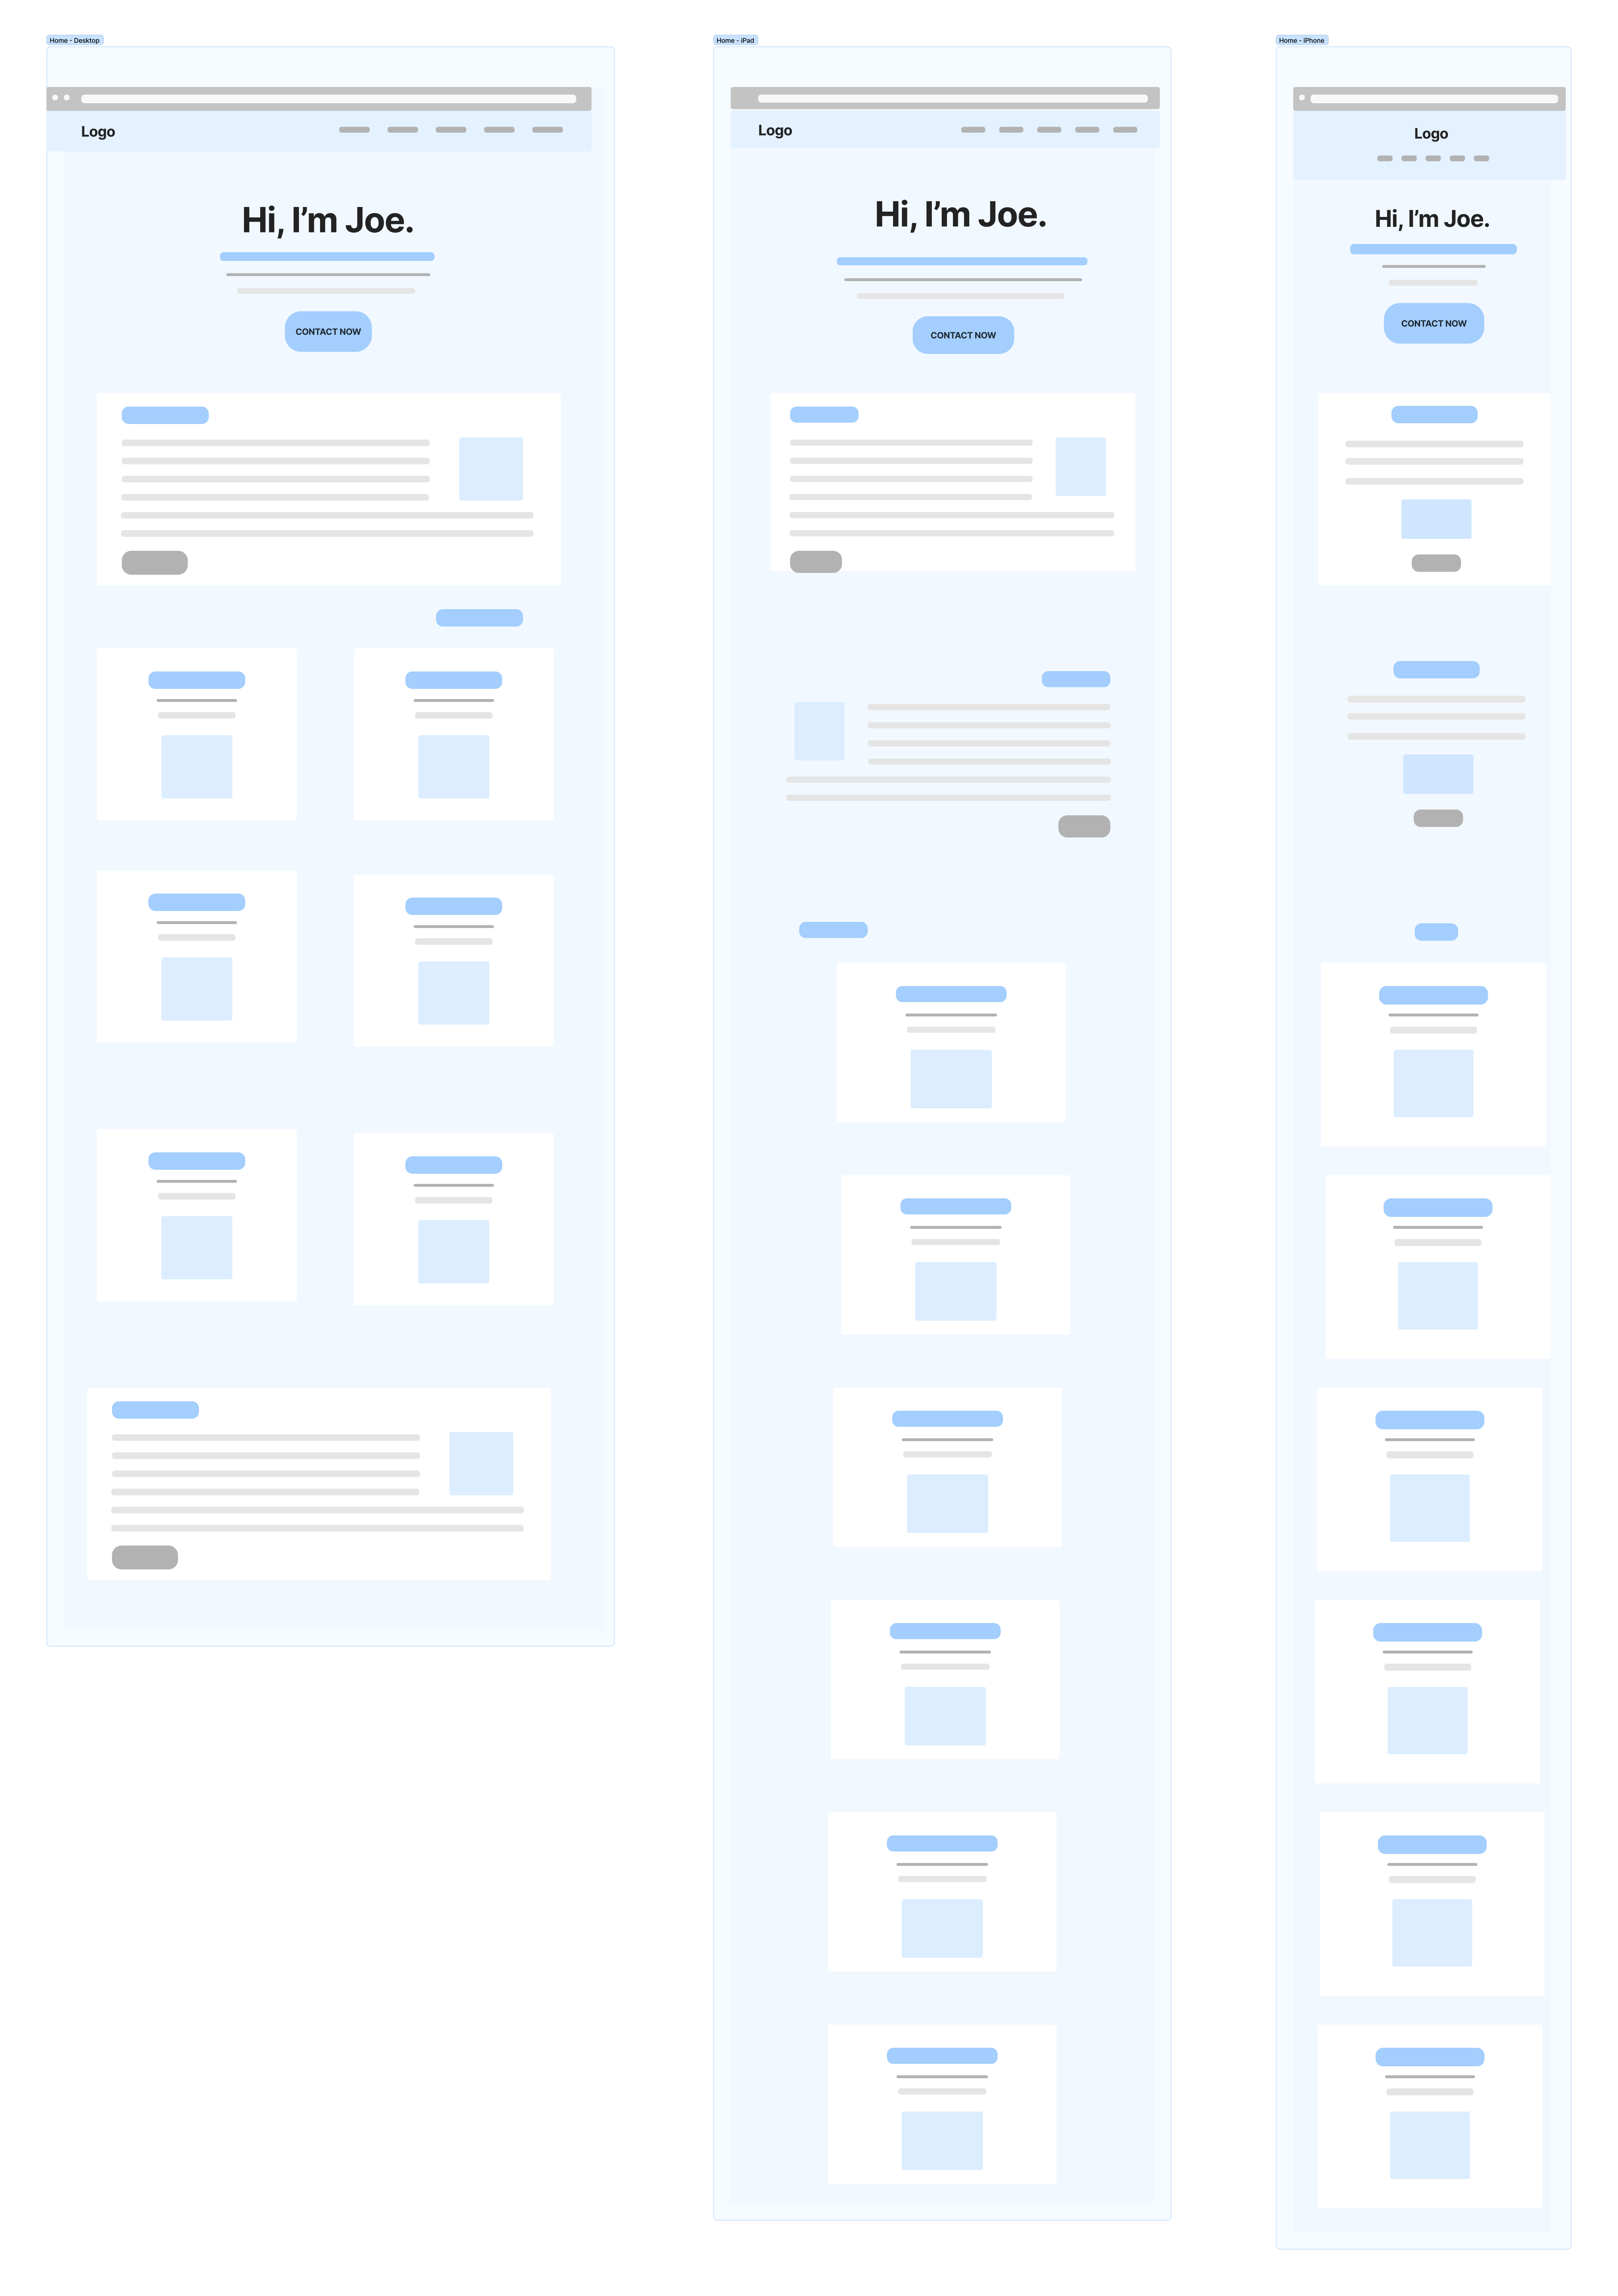 Home - Desktop
Logo
Hi, I’m Joe.
CONTACT NOW
Home - iPad
Logo
Hi, I’m Joe.
CONTACT NOW
Home - iPhone
Logo
Hi, I’m Joe.
CONTACT NOW